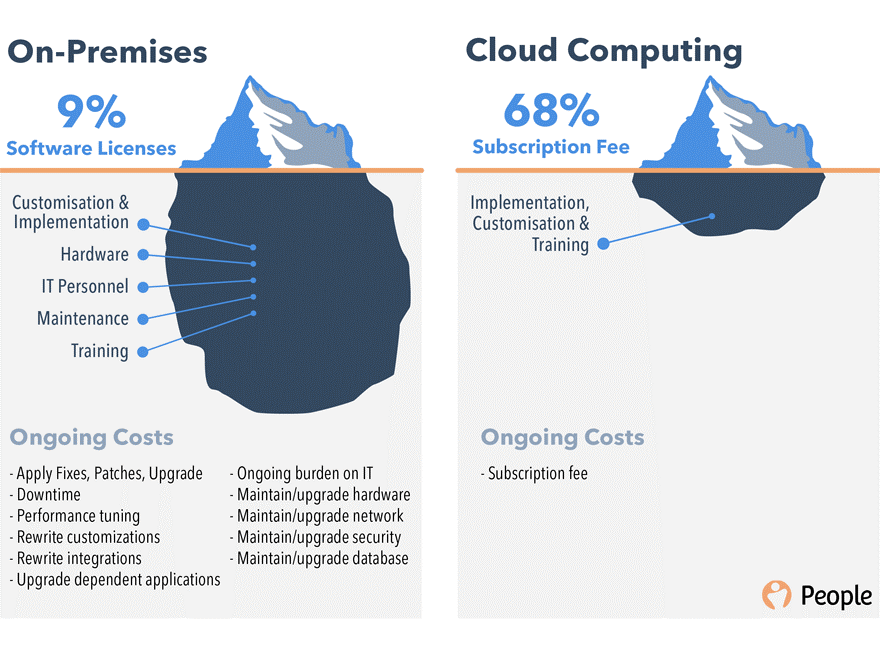 On-Premises
9%
Software Licenses
Customisation &
Implementation
Hardware
IT Personnel
Maintenance
Training
Ongoing Costs
- Apply Fixes, Patches, Upgrade
- Downtime
- Performance tuning
- Rewrite customizations
- Rewrite integrations
- Upgrade dependent applications
- Ongoing burden on IT
- Maintain/upgrade hardware
- Maintain/upgrade network
- Maintain/upgrade security
- Maintain/upgrade database
Cloud Computing
68%
Subscription Fee
Implementation,
Customisation &
Training
Ongoing Costs
- Subscription fee
People